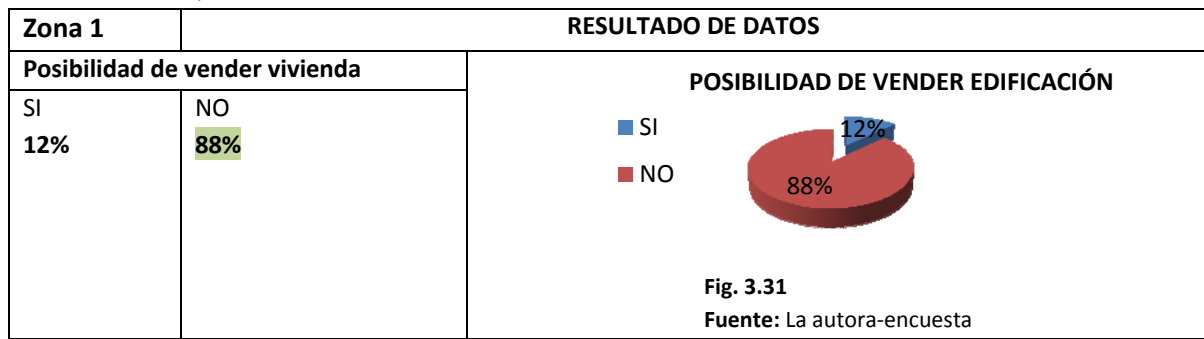 Zona 1
RESULTADO DE DATOS
Posibilidad de vender vivienda
SI NO
12% 88%
POSIBILIDAD DE VENDER EDIFICACIÓN
SI
NO
12%
88%
Fig. 3.31
Fuente: La autora-encuesta